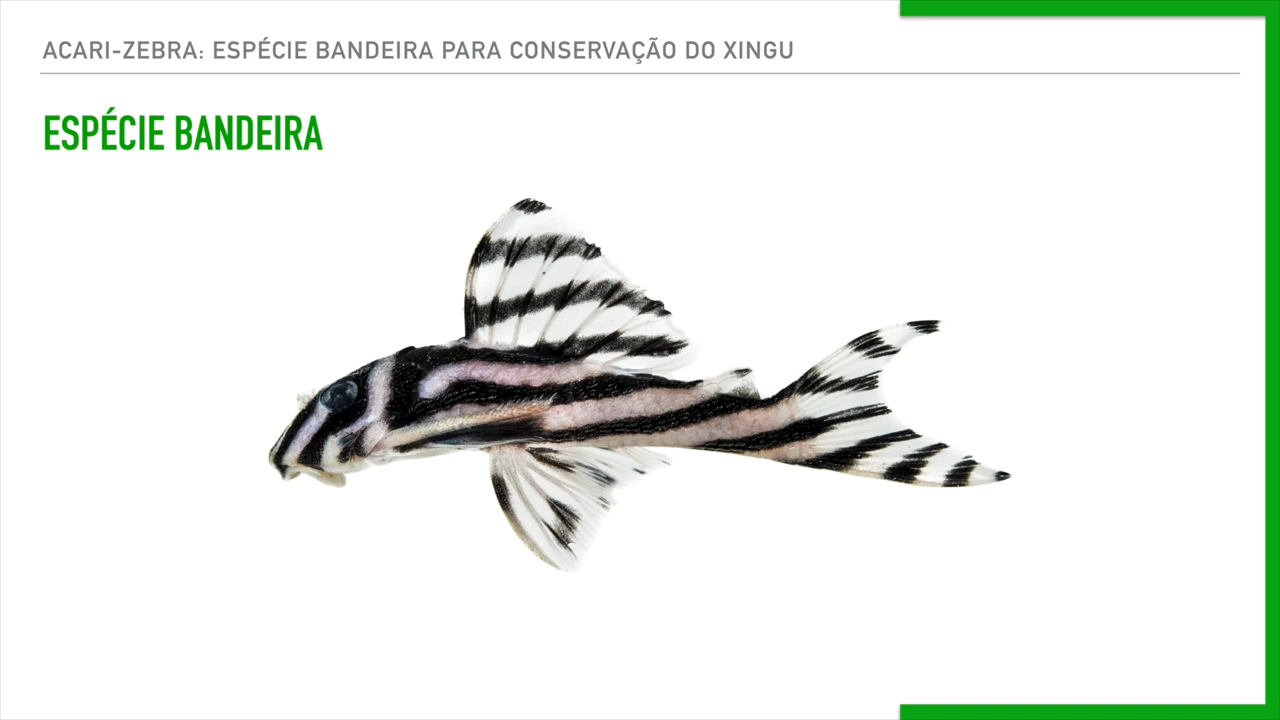 ACARI-ZEBRA: ESPÉCIE BANDEIRA PARA CONSERVAÇÃO DO XINGU
ESPÉCIE BANDEIRA